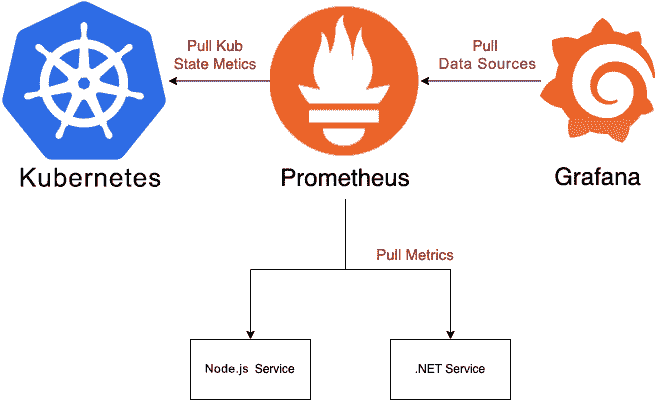 Pull Kub
State Metics
Pull
Data Sources
Kubernetes
Prometheus
Grafana
Pull Metrics
Node.js Service
.NET Service